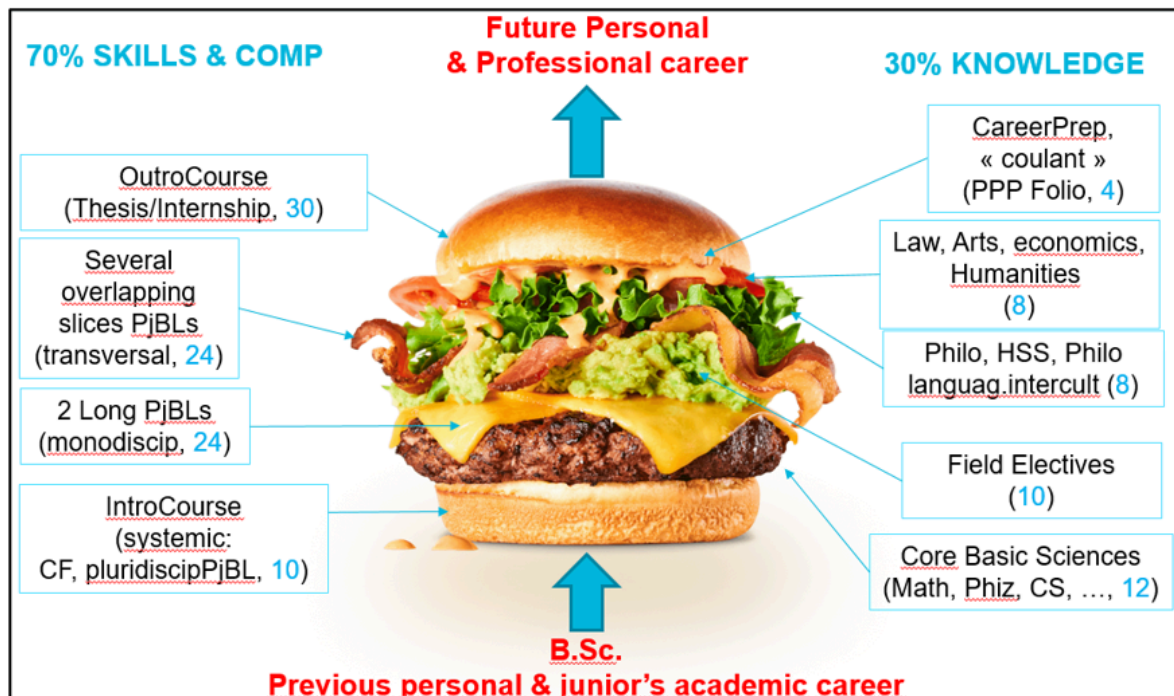 Future Personal
& Professional career
70% SKILLS & COMP
30% KNOWLEDGE
OutroCourse
(Thesis/Internship, 30)
Several
overlapping
slices PjBLs
(transversal, 24)
2 Long PjBLs
(monodiscip, 24)
IntroCourse
(systemic:
CF, pluridiscipPjBL, 10)
CareerPrep,
« coulant »
(PPP Folio, 4)
Law, Arts, economics,
Humanities
(8)
Philo, HSS, Philo
languag.intercult (8)
Field Electives
(10)
Core Basic Sciences
(Math, Phiz, CS, …, 12)
B.Sc.
Previous personal & junior's academic career